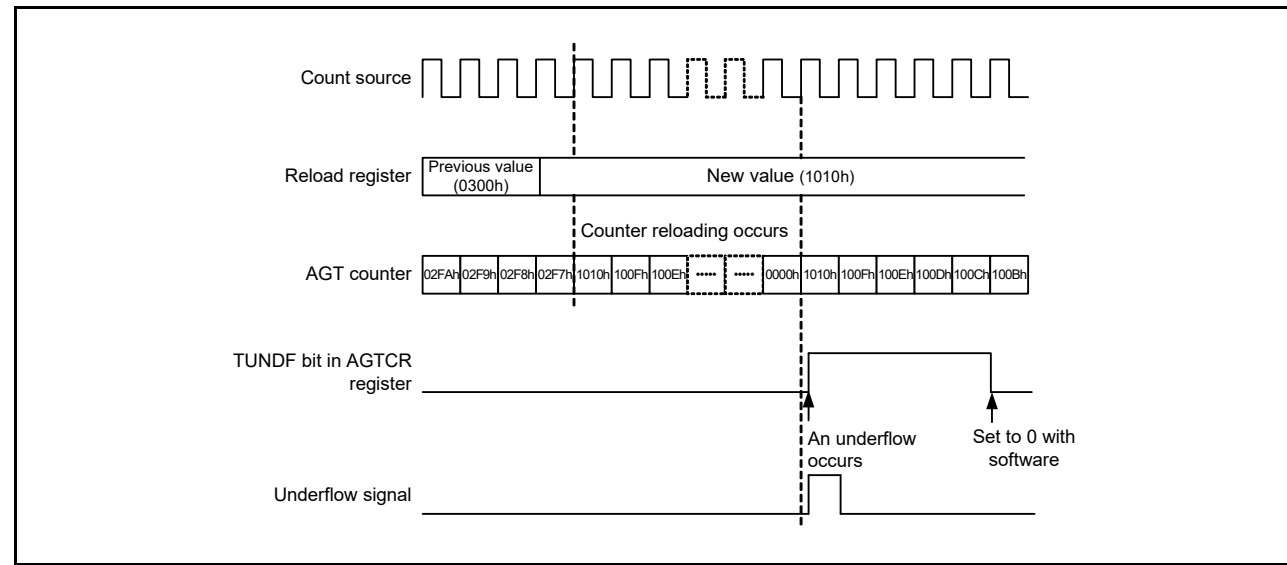 Count source
Reload register
Previous value
(0300h)
New value (1010h)
Counter reloading occurs
AGT counter
02FAh 02F9h 02F8h 02F7h 1010h 100Fh 100Eh ····· ····· 0000h 1010h 100Fh 100Eh 100Dh 100Ch 100Bh
TUNDF bit in AGTCR
register
An underflow
occurs
Set to 0 with
software
Underflow signal